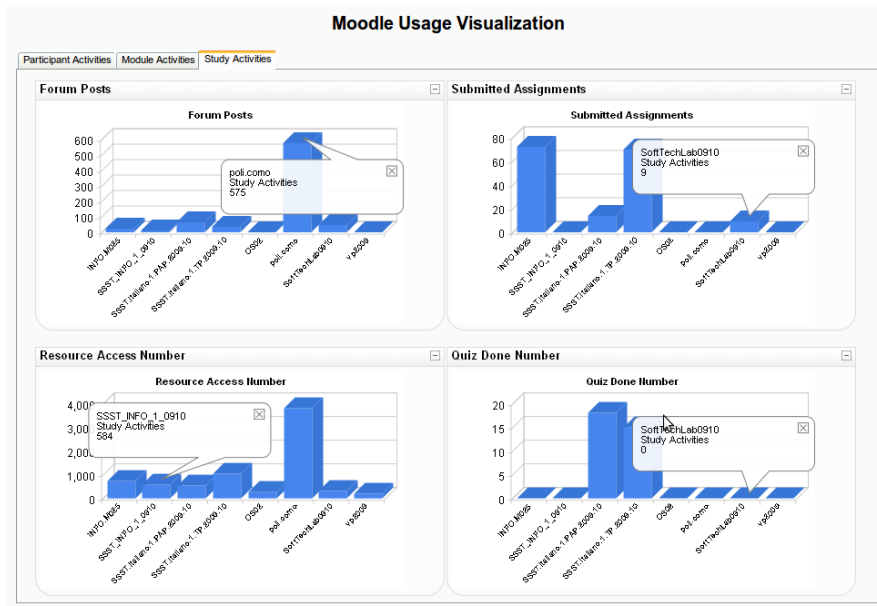 Moodle Usage Visualization
Participant Activities
Module Activities
Study Activities
Forum Posts
Forum Posts
600
500
400
300
200
100
0
poli.como
Study Activities
575
INFO.M085
SSST_INFO_1_0910
SSST.Italiano-1.PAP.2009-10
SSST.Italiano-1.TP.2009-10
OS08
poli.como
SoftTechLab0910
vp2009
Submitted Assignments
Submitted Assignments
80
60
40
20
0
SoftTechLab0910
Study Activities
9
INFO.M085
SSST_INFO_1_0910
SSST.Italiano-1.PAP.2009-10
SSST.Italiano-1.TP.2009-10
OS08
poli.como
SoftTechLab0910
vp2009
Resource Access Number
Resource Access Number
4,000
3,00
2,00
1,000
0
SSST_INFO_1_0910
Study Activities
584
INFO.M085
SSST_INFO_1_0910
SSST.Italiano-1.PAP.2009-10
SSST.Italiano-1.TP.2009-10
OS08
poli.como
SoftTechLab0910
vp2009
Quiz Done Number
Quiz Done Number
20
15
10
5
0
SoftTechLab0910
Study Activities
0
INFO.M085
SSST_INFO_1_0910
SSST.Italiano-1.PAP.2009-10
SSST.Italiano-1.TP.2009-10
OS08
poli.como
SoftTechLab0910
vp2009